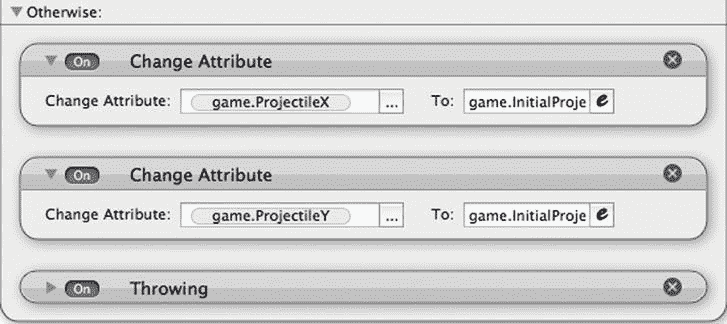 Otherwise:
On Change Attribute
Change Attribute: game.ProjectileX ... To: game.InitialProje e
On Change Attribute
Change Attribute: game.ProjectileY ... To: game.InitialProje e
On Throwing